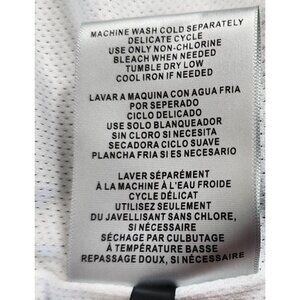 MACHINE WASH COLD SEPARATELY
DELICATE CYCLE
USE ONLY NON-CHLORINE
BLEACH WHEN NEEDED
TUMBLE DRY LOW
COOL IRON IF NEEDED
LAVAR A MAQUINA CON AGUA FRIA
POR SEPERADO
CICLO DELICADO
USE SOLO BLANQUEADOR
SIN CLORO SI NECESITA
SECADORA CICLO SUAVE
PLANCHA FRIA SI ES NECESARIO
LAVER SÉPARÉMENT
À LA MACHINE À L'EAU FROIDE
CYCLE DÉLICAT
UTILIZES SEULEMENT
DU JAVELLISANT SANS CHLORE,
SI NÉCESSAIRE
SÉCHAGE PAR CULBUTAGE
À TEMPÉRATURE BASSE
REPASSAGE DOUX, SI NÉCESSAIRE